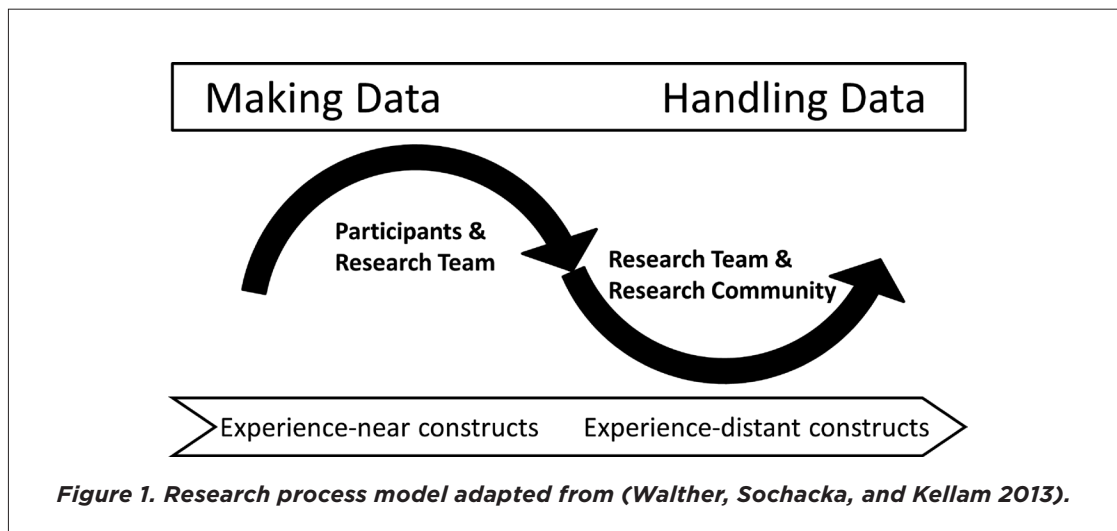 Making Data Handling Data
Participants &
Research Team
Research Team &
Research Community
Experience-near constructs Experience-distant constructs
Figure 1. Research process model adapted from (Walther, Sochacka, and Kellam 2013).